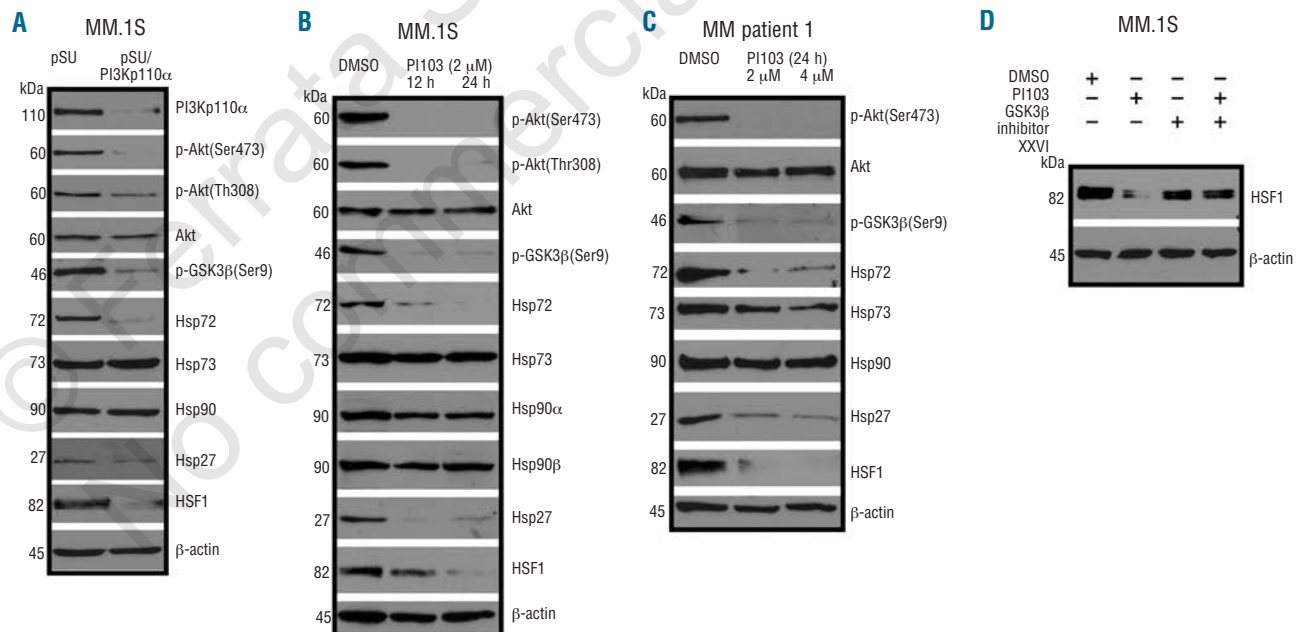 A
MM.1S
pSU
pSU/
PI3Kp110α
kDa
110
PI3Kp110α
60
p-Akt(Ser473)
60
p-Akt(Th308)
60
Akt
46
p-GSK3β(Ser9)
72
Hsp72
73
Hsp73
90
Hsp90
27
Hsp27
82
HSF1
45
β-actin
B
MM.1S
DMSO
PI103 (2 μM)
12 h 24 h
kDa
60
p-Akt(Ser473)
60
p-Akt(Thr308)
60
Akt
46
p-GSK3β(Ser9)
72
Hsp72
73
Hsp73
90
Hsp90α
90
Hsp90β
27
Hsp27
82
HSF1
45
β-actin
C
MM patient 1
DMSO
PI103 (24 h)
2 μM 4 μM
kDa
60
p-Akt(Ser473)
60
Akt
46
p-GSK3β(Ser9)
72
Hsp72
73
Hsp73
90
Hsp90
27
Hsp27
82
HSF1
45
β-actin
D
MM.1S
DMSO + – – –
PI103 – + – +
GSK3β
inhibitor – – + +
XXVI
kDa
82
HSF1
45
β-actin
© Ferrata
No commercia